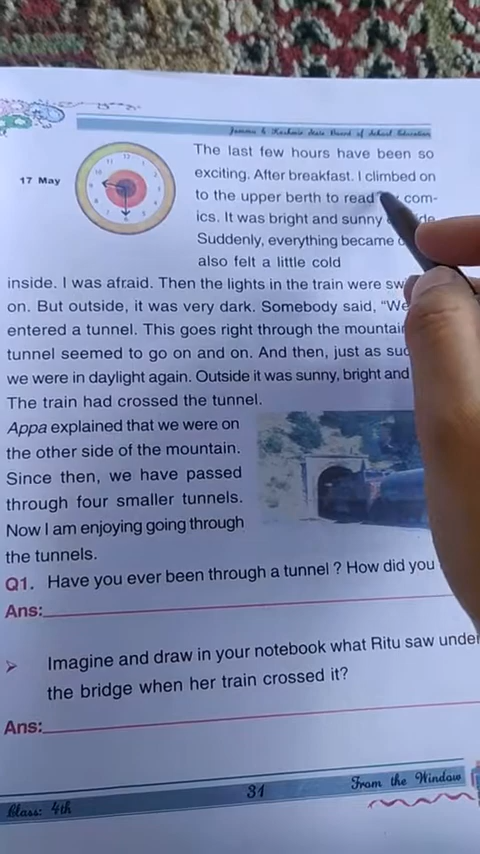 Jammu & Kashmir State Board of School Education
17 May
The last few hours have been so
exciting. After breakfast. I climbed on
to the upper berth to read com-
ics. It was bright and sunny
Suddenly, everything became
also felt a little cold
inside. I was afraid. Then the lights in the train were
on. But outside, it was very dark. Somebody said, “We
entered a tunnel. This goes right through the
tunnel seemed to go on and on. And then, just as
we were in daylight again. Outside it was sunny, bright and
The train had crossed the tunnel.
Appa explained that we were on
the other side of the mountain.
Since then, we have passed
through four smaller tunnels.
Now I am enjoying going through
the tunnels.
Q1. Have you ever been through a tunnel ? How did you
Ans:
➢ Imagine and draw in your notebook what Ritu saw under
the bridge when her train crossed it?
Ans:
Class: 4th
31
From the Window